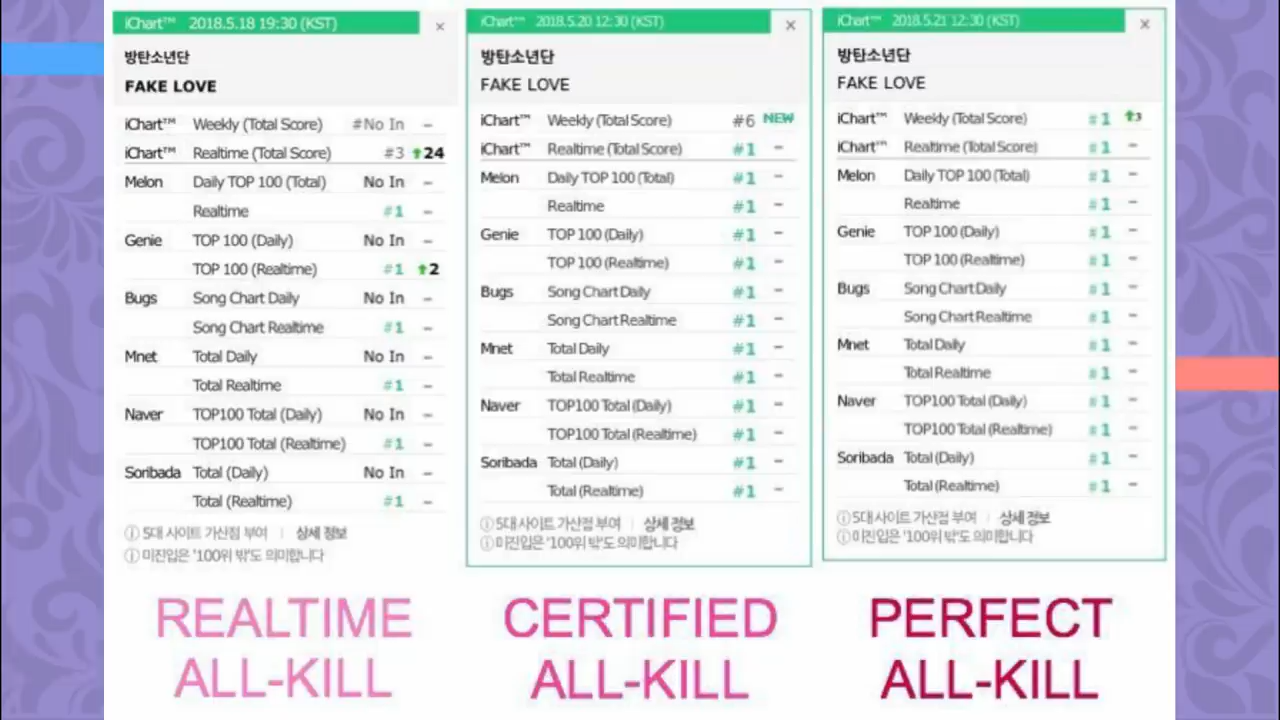 iChart™ 2018.5.18 19:30 (KST) ×
방탄소년단
FAKE LOVE
iChart™ Weekly (Total Score) #No In –
iChart™ Realtime (Total Score) #3 ⬆24
Melon Daily TOP 100 (Total) No In –
Realtime #1 –
Genie TOP 100 (Daily) No In –
TOP 100 (Realtime) #1 ⬆2
Bugs Song Chart Daily No In –
Song Chart Realtime #1 –
Mnet Total Daily No In –
Total Realtime #1 –
Naver TOP100 Total (Daily) No In –
TOP100 Total (Realtime) #1 –
Soribada Total (Daily) No In –
Total (Realtime) #1 –
ⓘ 5대 사이트 가산점 부여 | 상세 정보
ⓘ 미진입은 '100위 밖'도 의미합니다
REALTIME
ALL-KILL
iChart™ 2018.5.20 12:30 (KST) ×
방탄소년단
FAKE LOVE
iChart™ Weekly (Total Score) #6 NEW
iChart™ Realtime (Total Score) #1 –
Melon Daily TOP 100 (Total) #1 –
Realtime #1 –
Genie TOP 100 (Daily) #1 –
TOP 100 (Realtime) #1 –
Bugs Song Chart Daily #1 –
Song Chart Realtime #1 –
Mnet Total Daily #1 –
Total Realtime #1 –
Naver TOP100 Total (Daily) #1 –
TOP100 Total (Realtime) #1 –
Soribada Total (Daily) #1 –
Total (Realtime) #1 –
ⓘ 5대 사이트 가산점 부여 | 상세 정보
ⓘ 미진입은 '100위 밖'도 의미합니다
CERTIFIED
ALL-KILL
iChart™ 2018.5.21 12:30 (KST) ×
방탄소년단
FAKE LOVE
iChart™ Weekly (Total Score) #1 ⬆3
iChart™ Realtime (Total Score) #1 –
Melon Daily TOP 100 (Total) #1 –
Realtime #1 –
Genie TOP 100 (Daily) #1 –
TOP 100 (Realtime) #1 –
Bugs Song Chart Daily #1 –
Song Chart Realtime #1 –
Mnet Total Daily #1 –
Total Realtime #1 –
Naver TOP100 Total (Daily) #1 –
TOP100 Total (Realtime) #1 –
Soribada Total (Daily) #1 –
Total (Realtime) #1 –
ⓘ 5대 사이트 가산점 부여 | 상세 정보
ⓘ 미진입은 '100위 밖'도 의미합니다
PERFECT
ALL-KILL